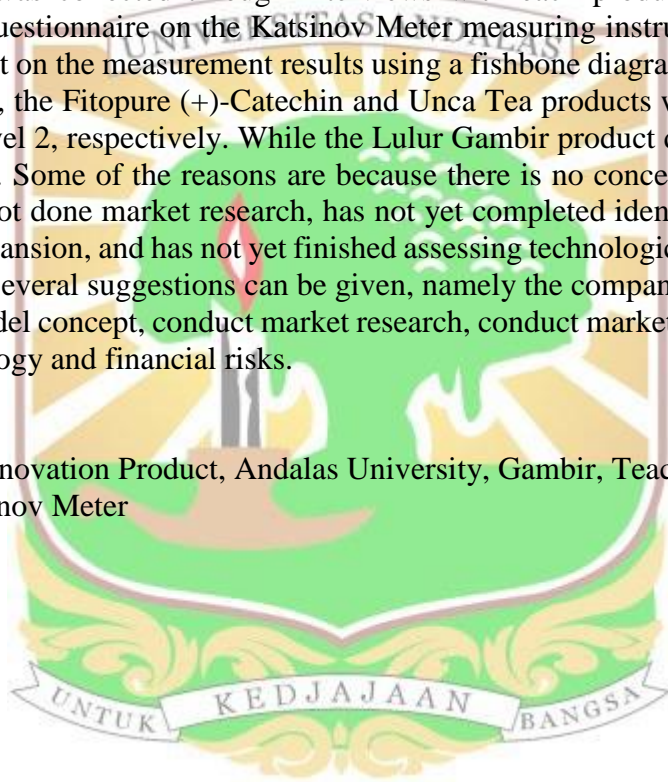 questionnaire on the Katsinov Meter measuring instru
UNIVERSITAS ANDALAS
t on the measurement results using a fishbone diagra
, the Fitopure (+)-Catechin and Unca Tea products w
vel 2, respectively. While the Lulur Gambir product
. Some of the reasons are because there is no conce
ot done market research, has not yet completed iden
ansion, and has not yet finished assessing technologic
everal suggestions can be given, namely the compan
del concept, conduct market research, conduct market
ogy and financial risks.
novation Product, Andalas University, Gambir, Teac
nov Meter
UNTUK KEDJAJAAN BANGSA